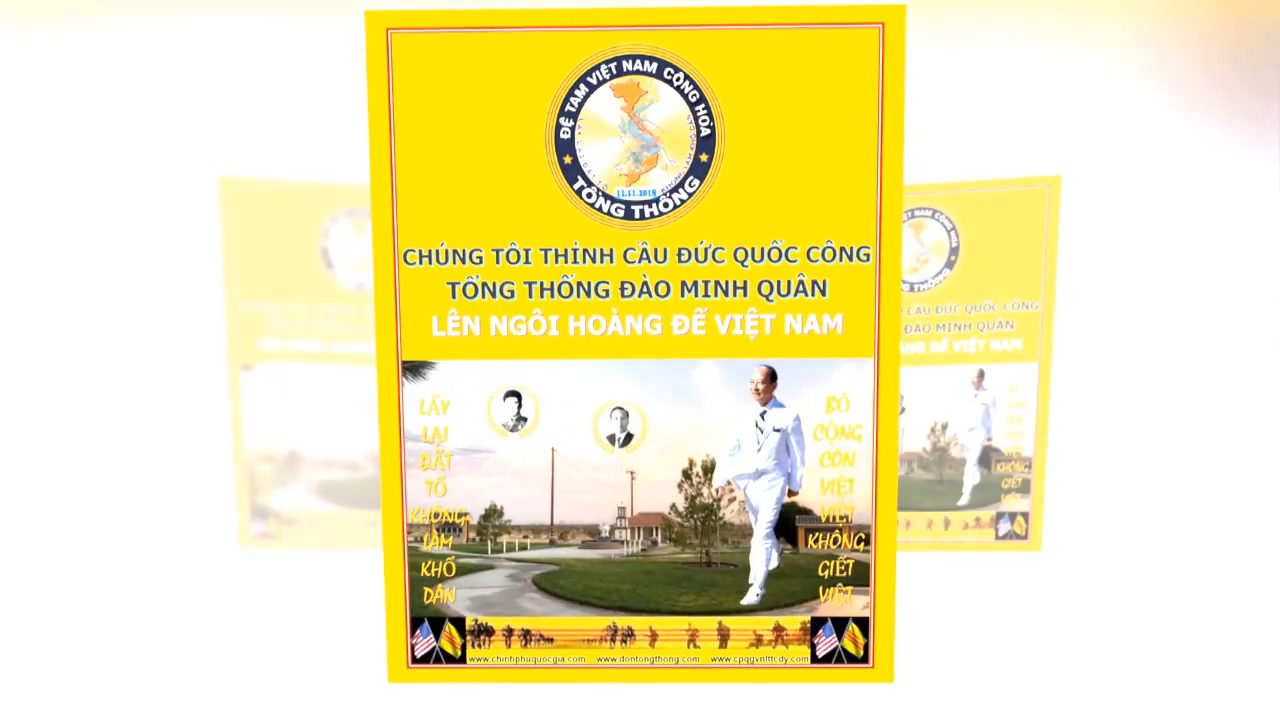 ĐỆ TAM VIỆT NAM CỘNG HÒA
11.11.2018
TỔNG THỐNG
CHÚNG TÔI THỈNH CẦU ĐỨC QUỐC CÔNG
TỔNG THỐNG ĐÀO MINH QUÂN
LÊN NGÔI HOÀNG ĐẾ VIỆT NAM
LẤY
LẠI
ĐẤT
TỔ
KHÔNG
LÀM
KHỔ
DÂN
BỎ
CỘNG
CÒN
VIỆT
VIỆT
KHÔNG
GIẾT
VIỆT
www.chinhphuquocgia.com www.dontongthong.com www.cpqgvnlttcdy.com